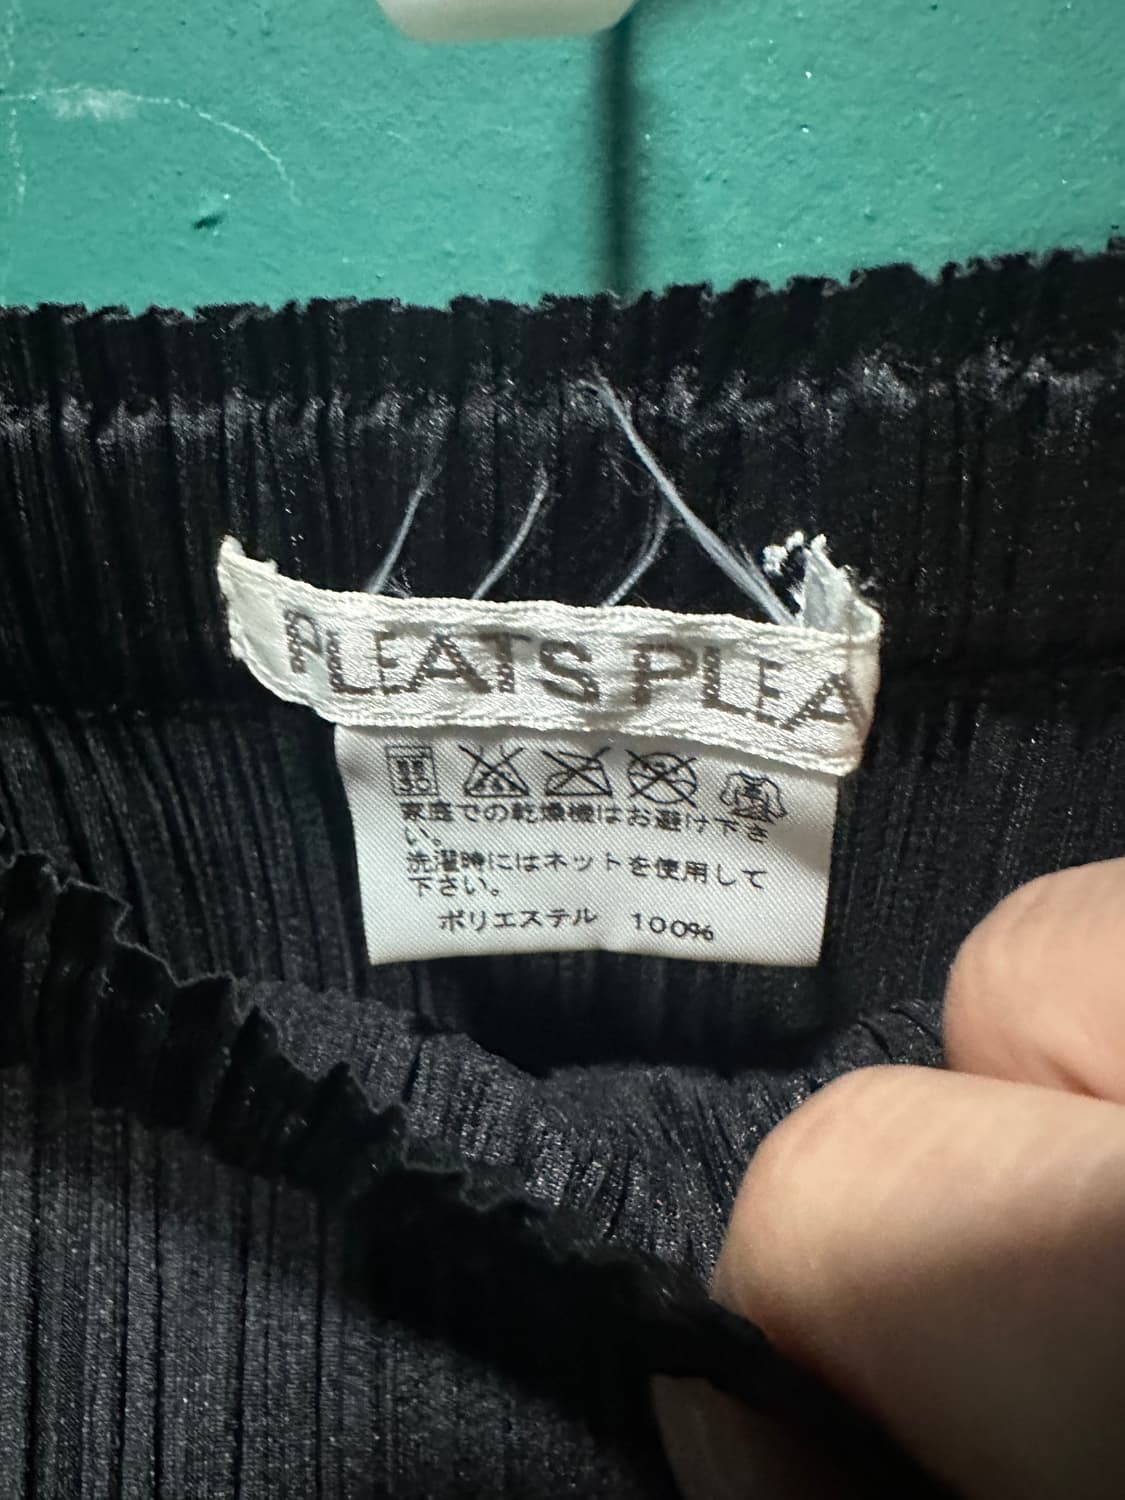 PLEATS PLEA
家庭での乾燥機はお避け下さ
い。
洗濯時にはネットを使用して
下さい。
ポリエステル 100%